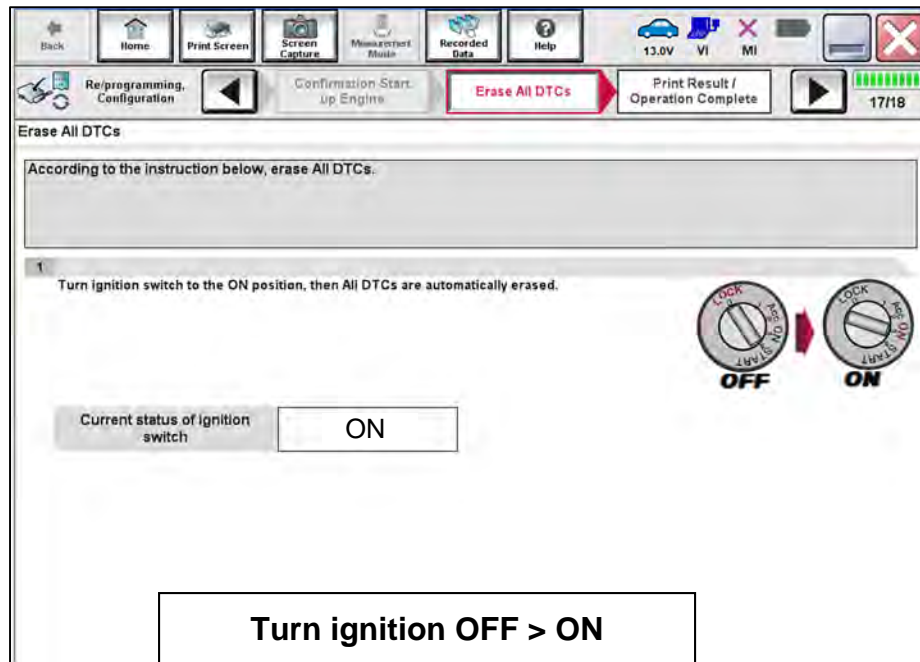 Back
Home
Print Screen
Screen
Capture
Measurement
Mode
Recorded
Data
Help
13.0V
VI
MI
Re/programming,
Configuration
Confirmation Start
up Engine
Erase All DTCs
Print Result /
Operation Complete
17/18
Erase All DTCs
According to the instruction below, erase All DTCs.
1
Turn ignition switch to the ON position, then All DTCs are automatically erased.
LOCK
0
Acc
ON
START
OFF
LOCK
0
Acc
ON
START
ON
Current status of ignition
switch
ON
Turn ignition OFF > ON